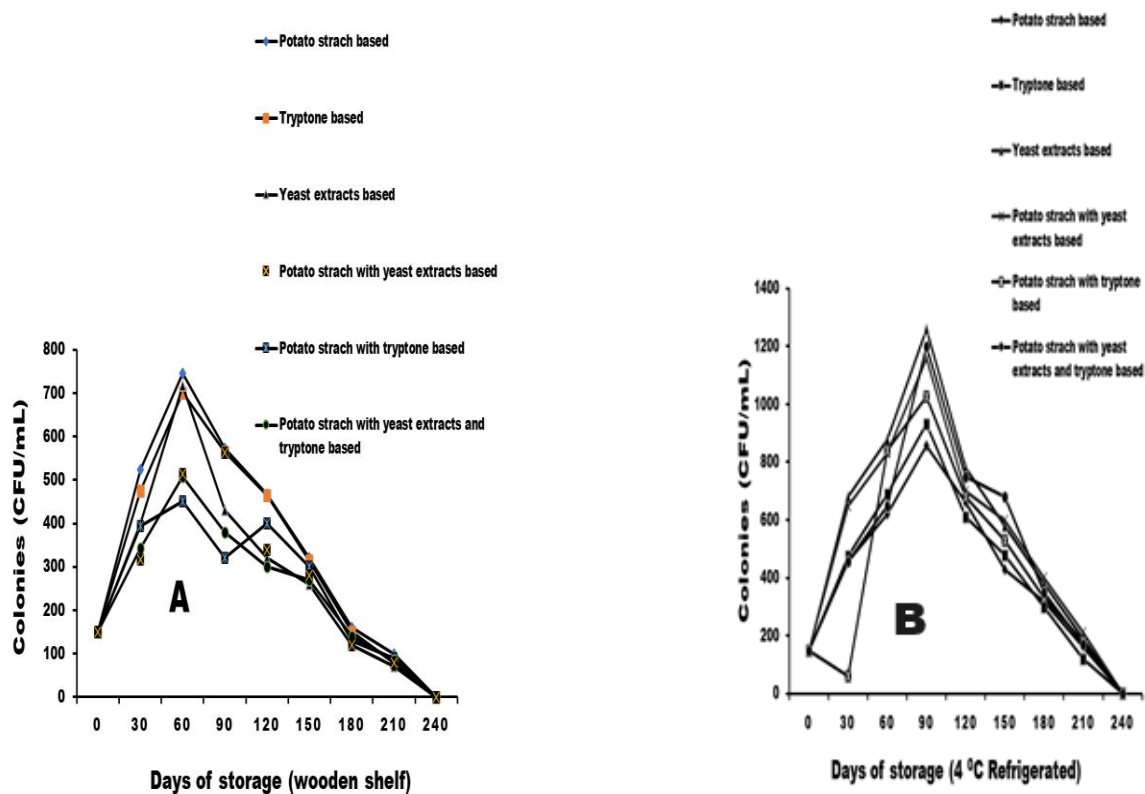 Potato strach based
Tryptone based
Yeast extracts based
Potato strach with yeast extracts based
Potato strach with tryptone based
Potato strach with yeast extracts and
tryptone based
Colonies (CFU/mL)
800
700
600
500
400
300
200
100
0
A
0 30 60 90 120 150 180 210 240
Days of storage (wooden shelf)
Potato strach based
Tryptone based
Yeast extracts based
Potato strach with yeast
extracts based
Potato strach with tryptone
based
Potato strach with yeast
extracts and tryptone based
Colonies (CFU/mL)
1400
1200
1000
800
600
400
200
0
B
0 30 60 90 120 150 180 210 240
Days of storage (4 ⁰C Refrigerated)